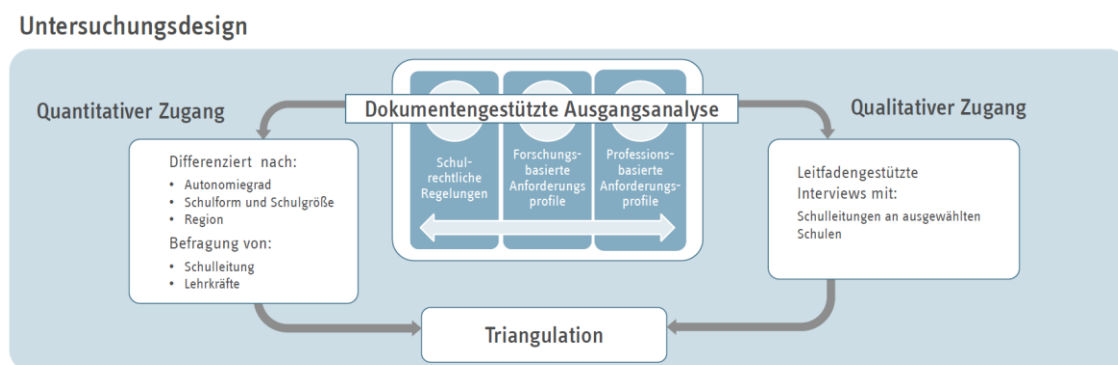 Untersuchungsdesign
Quantitativer Zugang
Dokumentengestützte Ausgangsanalyse
Qualitativer Zugang
Differenziert nach:
• Autonomiegrad
• Schulform und Schulgröße
• Region
Befragung von:
• Schulleitung
• Lehrkräfte
Schul-
rechtliche
Regelungen
Forschungs-
basierte
Anforderungs
profile
Professions-
basierte
Anforderungs-
profile
Leitfadengestützte
Interviews mit:
Schulleitungen an ausgewählten
Schulen
Triangulation